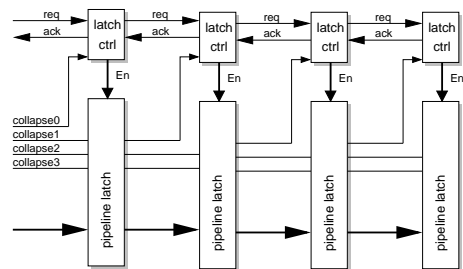 req
ack
latch
ctrl
req
ack
latch
ctrl
req
ack
latch
ctrl
req
ack
latch
ctrl
En
En
En
En
collapse0
collapse1
collapse2
collapse3
pipeline latch
pipeline latch
pipeline latch
pipeline latch